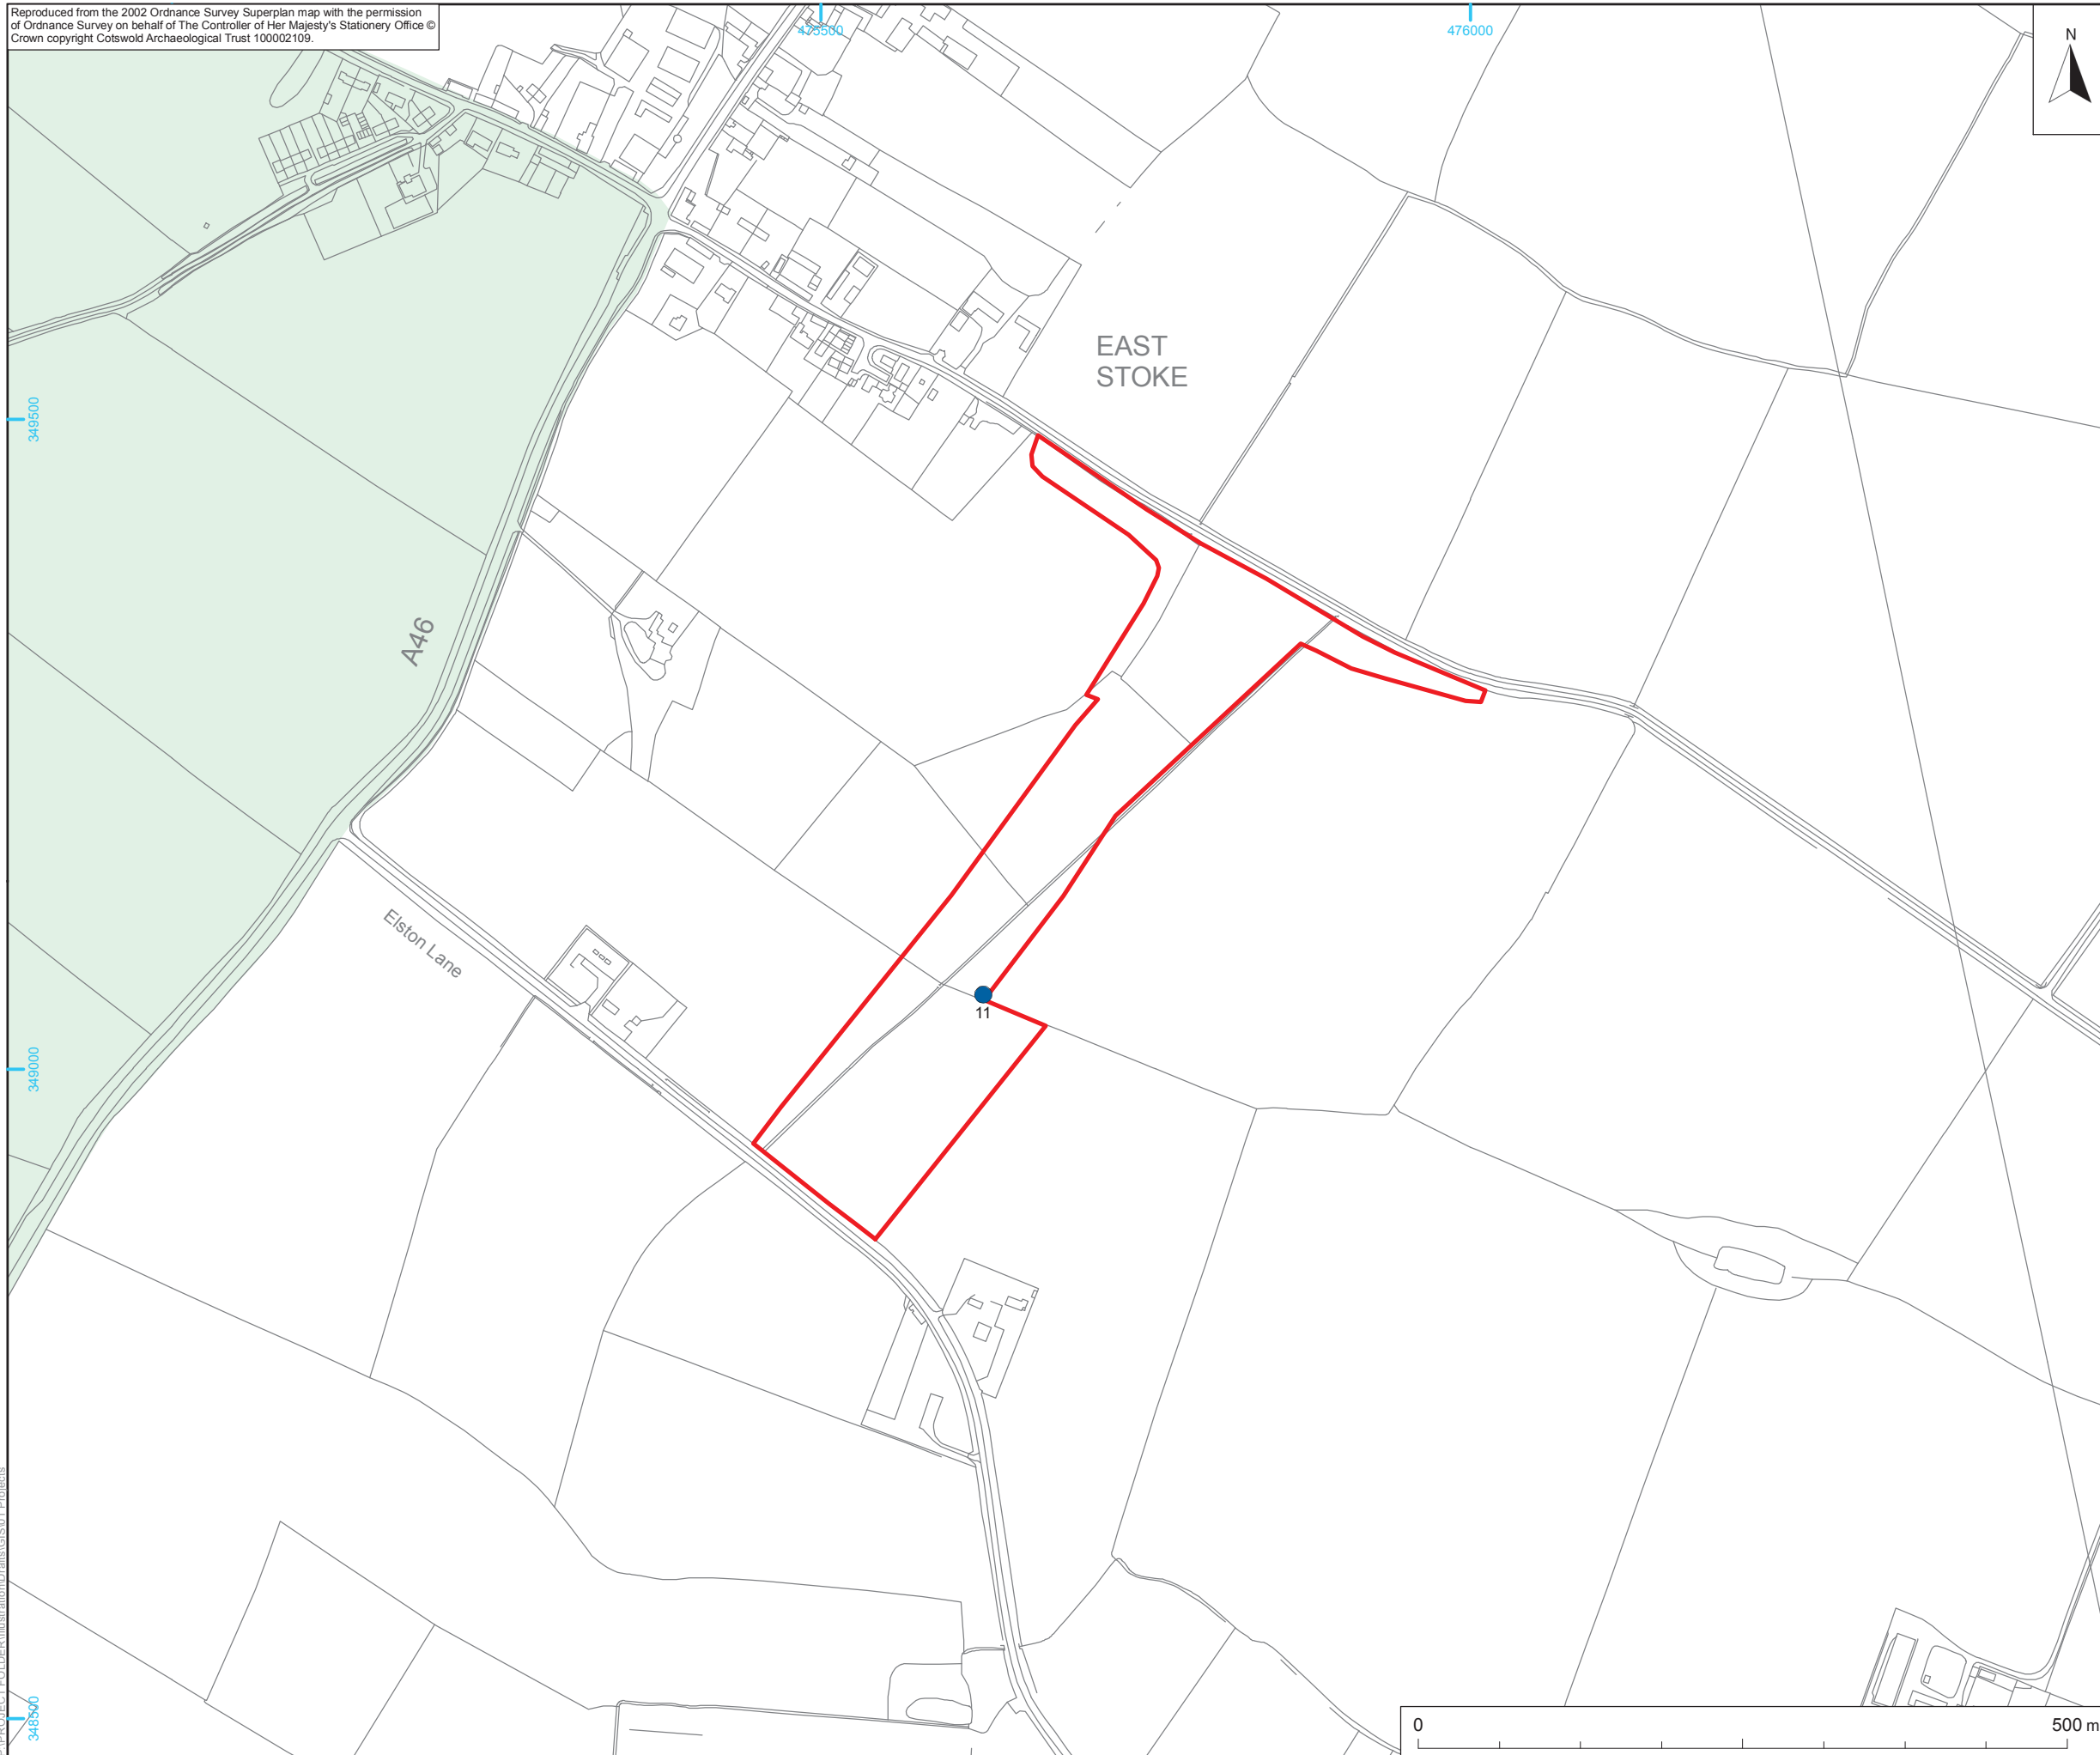 Reproduced from the 2002 Ordnance Survey Superplan map with the permission
of Ordnance Survey on behalf of The Controller of Her Majesty's Stationery Office ©
Crown copyright Cotswold Archaeological Trust 100002109.
475500
476000
N
EAST
STOKE
349500
A46
Elston Lane
11
349000
348500
0
500 m